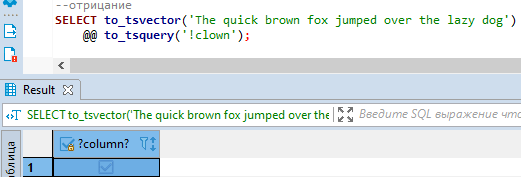 --отрицание
SELECT to_tsvector('The quick brown fox jumped over the lazy dog')
@@ to_tsquery('!clown');
Result
SELECT to_tsvector('The quick brown fox jumped over the
Введите SQL выражение что
?column?
1
аблица